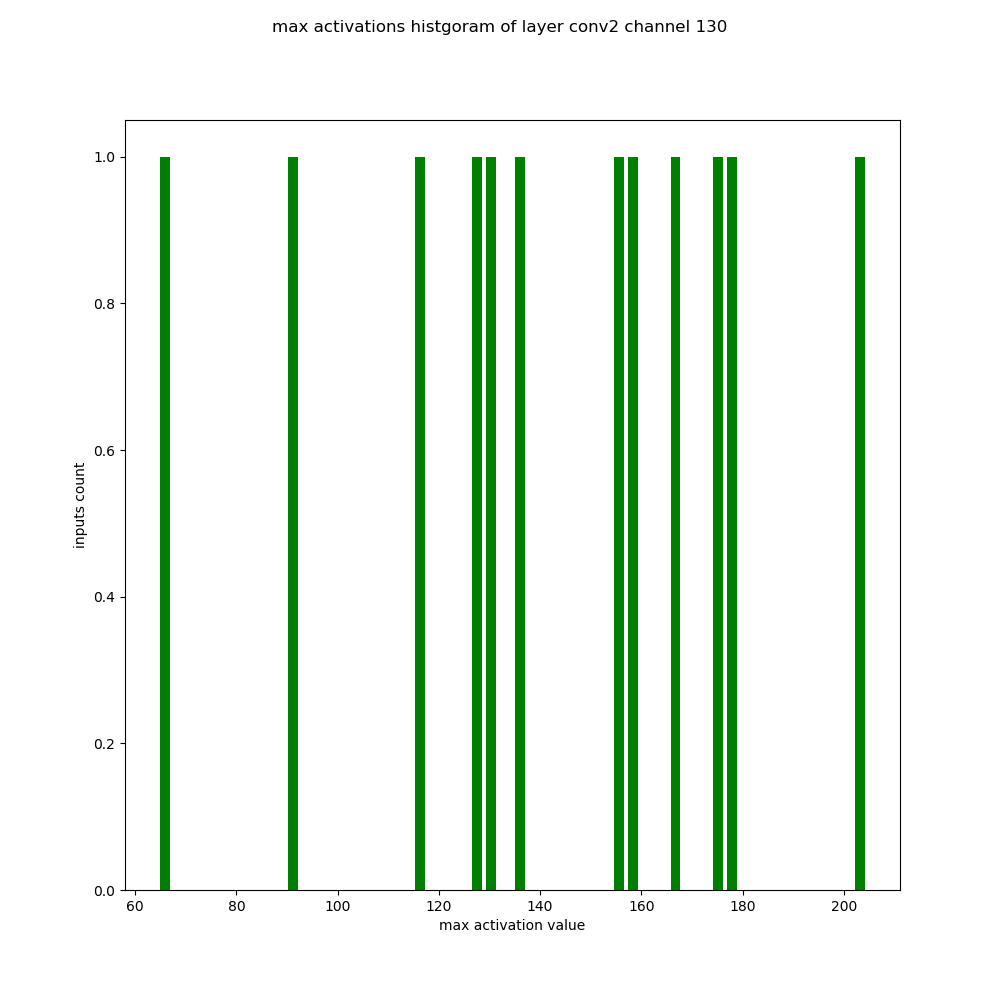 max activations histgoram of layer conv2 channel 130
1.0
0.8
0.6
0.4
0.2
0.0
inputs count
60 80 100 120 140 160 180 200
max activation value